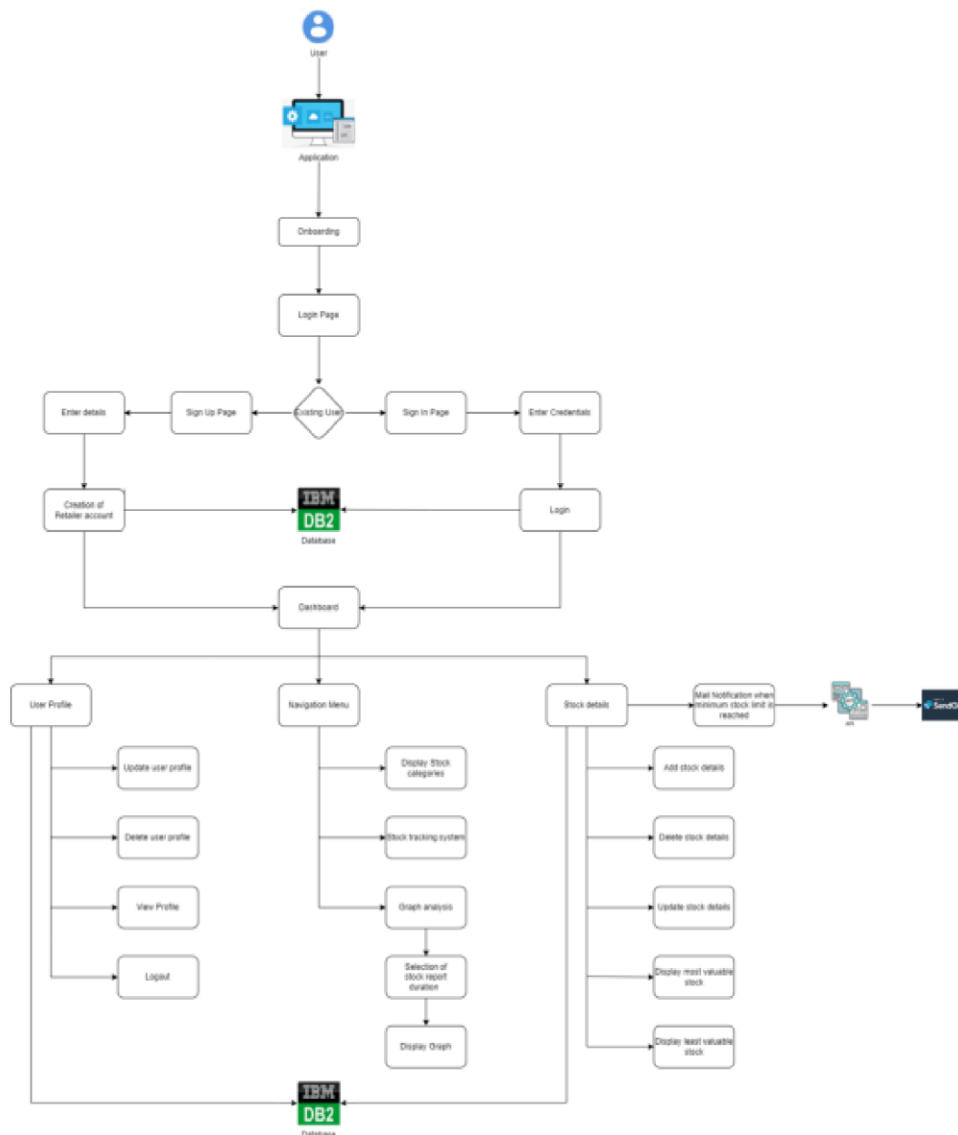 User
Application
Onboarding
Login Page
Enter details
Sign Up Page
Existing User
Sign In Page
Enter Credentials
Creation of
Retailer account
IBM
DB2
Database
Login
Dashboard
User Profile
Navigation Menu
Stock details
Mail Notification when
minimum stock limit is
reached
API
SendG
Update user profile
Display Stock
categories
Add stock details
Delete user profile
Stock tracking system
Delete stock details
View Profile
Graph analysis
Update stock details
Logout
Selection of
stock report
duration
Display most valuable
stock
Display Graph
Display least valuable
stock
IBM
DB2
Database